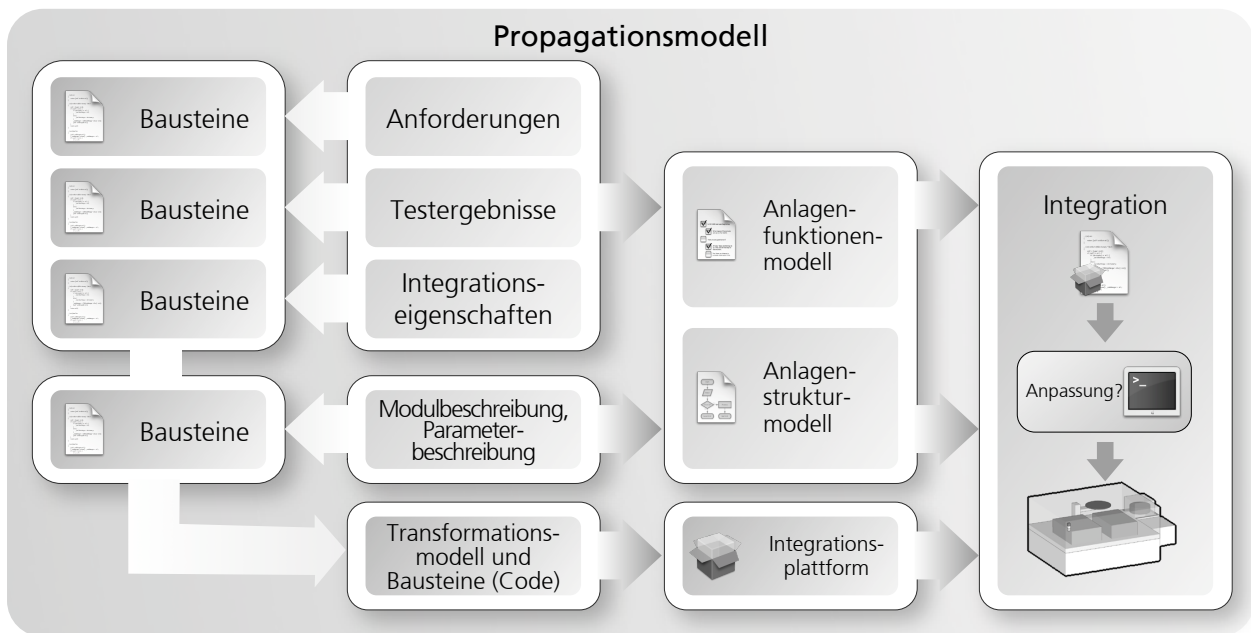 Propagationsmodell
Bausteine
Bausteine
Bausteine
Bausteine
Anforderungen
Testergebnisse
Integrations-
eigenschaften
Modulbeschreibung,
Parameter-
beschreibung
Transformations-
modell und
Bausteine (Code)
Anlagen-
funktionen-
modell
Anlagen-
struktur-
modell
Integrations-
plattform
Integration
Anpassung?
>_